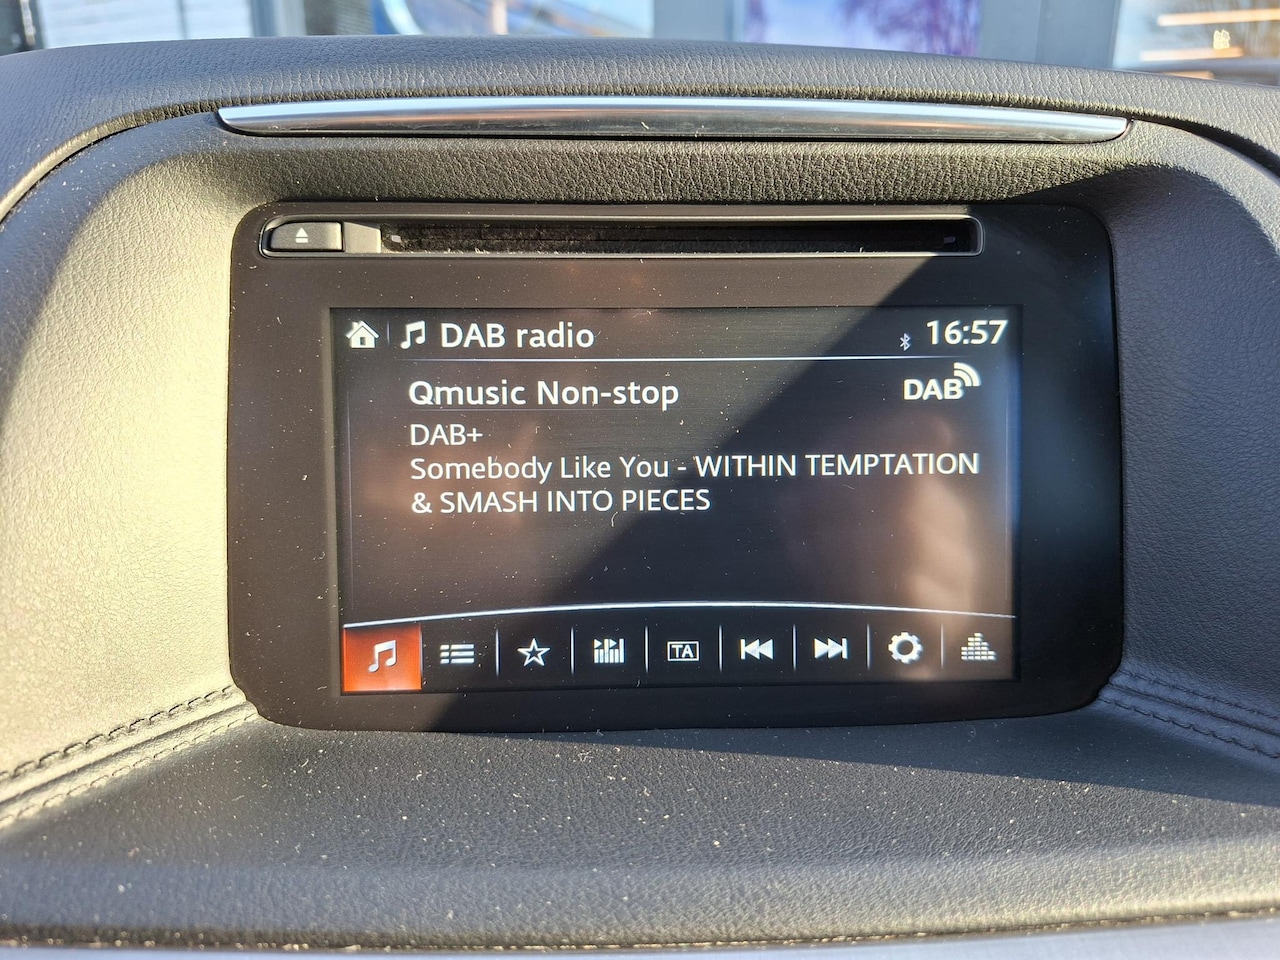 DAB radio 16:57
Qmusic Non-stop DAB
DAB+
Somebody Like You - WITHIN TEMPTATION
& SMASH INTO PIECES
TA